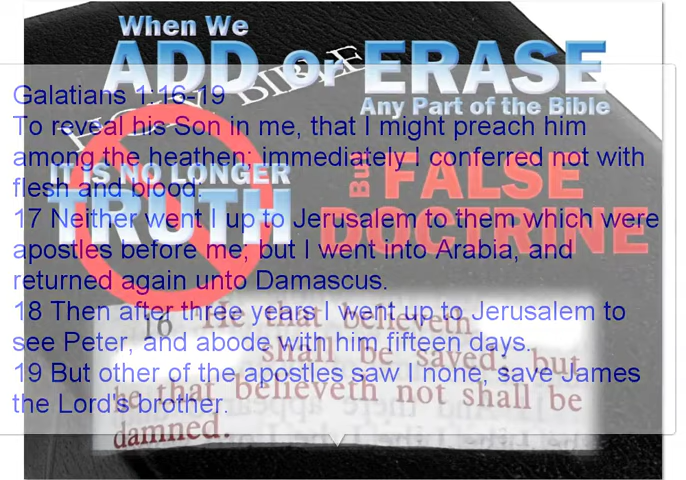 When We
ADD or ERASE
Any Part of the Bible
HOLY BIBLE
IT IS NO LONGER
TRUTH
But FALSE
DOCTRINE
Galatians 1:16-19
To reveal his Son in me, that I might preach him
among the heathen; immediately I conferred not with
flesh and blood:
17 Neither went I up to Jerusalem to them which were
apostles before me; but I went into Arabia, and
returned again unto Damascus.
18 Then after three years I went up to Jerusalem to
see Peter, and abode with him fifteen days.
19 But other of the apostles saw I none, save James
the Lord's brother.
16 He that believeth
shall be saved; but
he that believeth not shall be
damned.